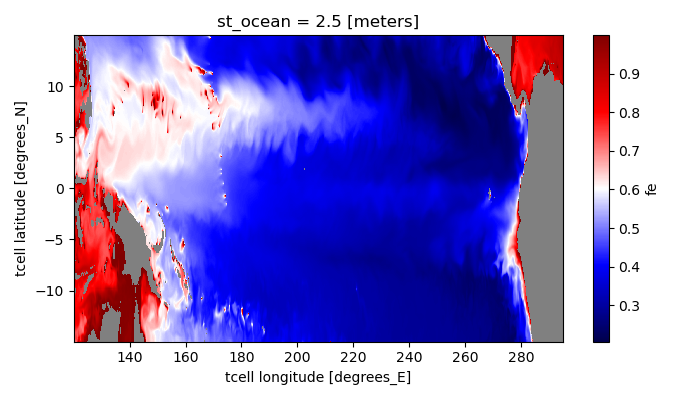 st_ocean = 2.5 [meters]
10
5
0
−5
−10
tcell latitude [degrees_N]
140 160 180 200 220 240 260 280
tcell longitude [degrees_E]
0.9
0.8
0.7
0.6
0.5
0.4
0.3
fe